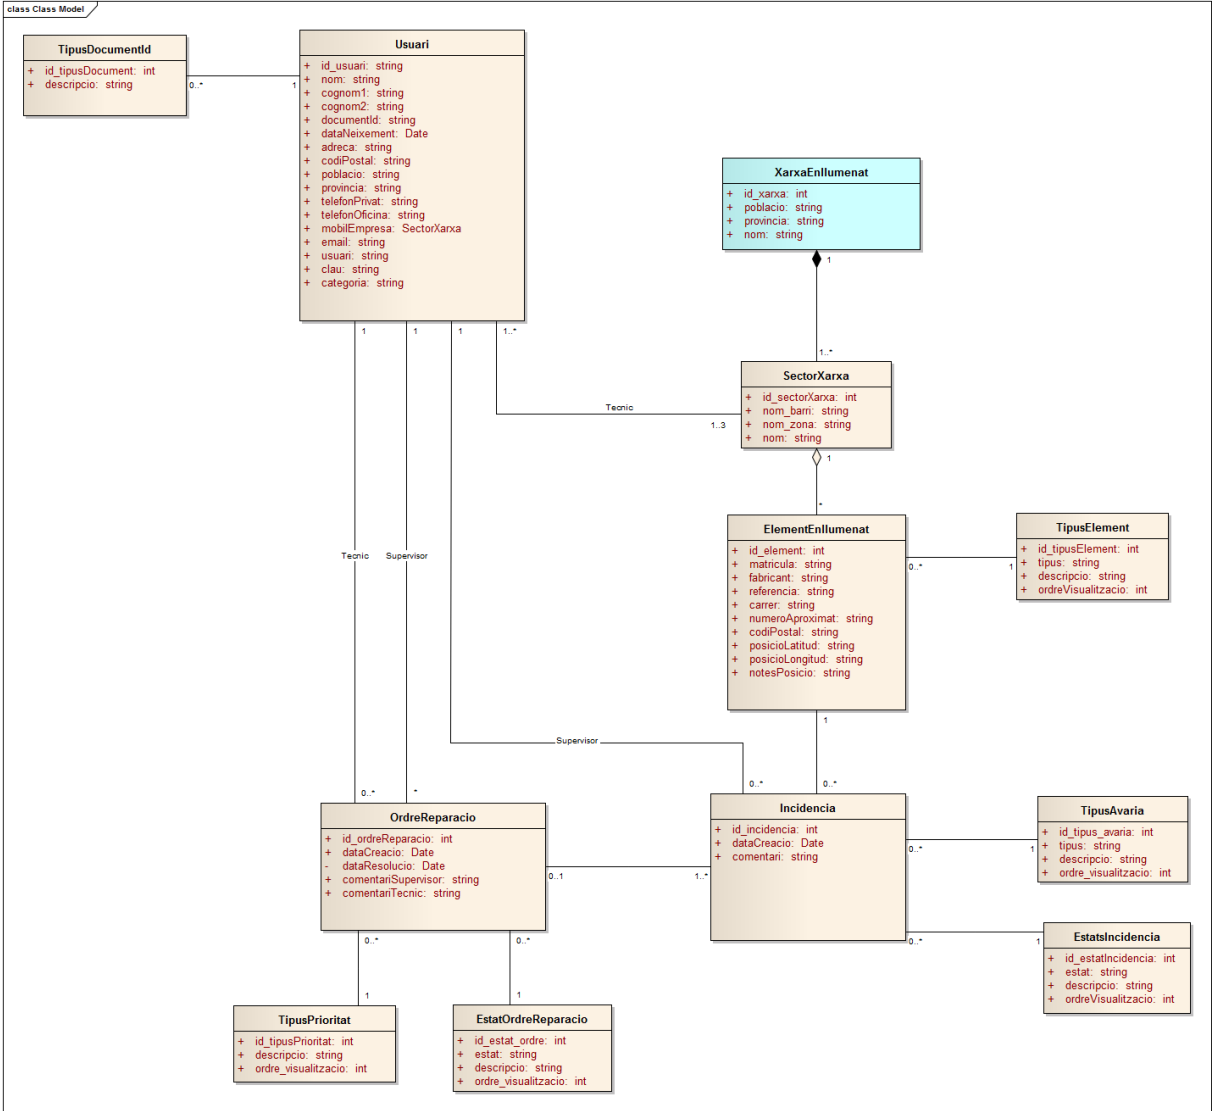 class Class Model
TipusDocumentId
+ id_tipusDocument: int
+ descripcio: string
0..*
1
Usuari
+ id_usuari: string
+ nom: string
+ cognom1: string
+ cognom2: string
+ documentId: string
+ dataNeixement: Date
+ adreca: string
+ codiPostal: string
+ poblacio: string
+ provincia: string
+ telefonPrivat: string
+ telefonOficina: string
+ mobilEmpresa: SectorXarxa
+ email: string
+ usuari: string
+ clau: string
+ categoria: string
1
1
1
1..*
XarxaEnllumenat
+ id_xarxa: int
+ poblacio: string
+ provincia: string
+ nom: string
1
1..*
SectorXarxa
+ id_sectorXarxa: int
+ nom_barri: string
+ nom_zona: string
+ nom: string
Tecnic
1..3
1
*
ElementEnllumenat
+ id_element: int
+ matricula: string
+ fabricant: string
+ referencia: string
+ carrer: string
+ numeroAproximat: string
+ codiPostal: string
+ posicioLatitud: string
+ posicioLongitud: string
+ notesPosicio: string
0..*
1
TipusElement
+ id_tipusElement: int
+ tipus: string
+ descripcio: string
+ ordreVisualitzacio: int
Tecnic
Supervisor
1
Supervisor
0..*
0..*
0..*
*
OrdreReparacio
+ id_ordreReparacio: int
+ dataCreacio: Date
- dataResolucio: Date
+ comentariSupervisor: string
+ comentariTecnic: string
0..1
1..*
Incidencia
+ id_incidencia: int
+ dataCreacio: Date
+ comentari: string
0..*
1
TipusAvaria
+ id_tipus_avaria: int
+ tipus: string
+ descripcio: string
+ ordre_visualitzacio: int
0..*
1
EstatsIncidencia
+ id_estatIncidencia: int
+ estat: string
+ descripcio: string
+ ordreVisualitzacio: int
0..*
0..*
1
1
TipusPrioritat
+ id_tipusPrioritat: int
+ descripcio: string
+ ordre_visualitzacio: int
EstatOrdreReparacio
+ id_estat_ordre: int
+ estat: string
+ descripcio: string
+ ordre_visualitzacio: int